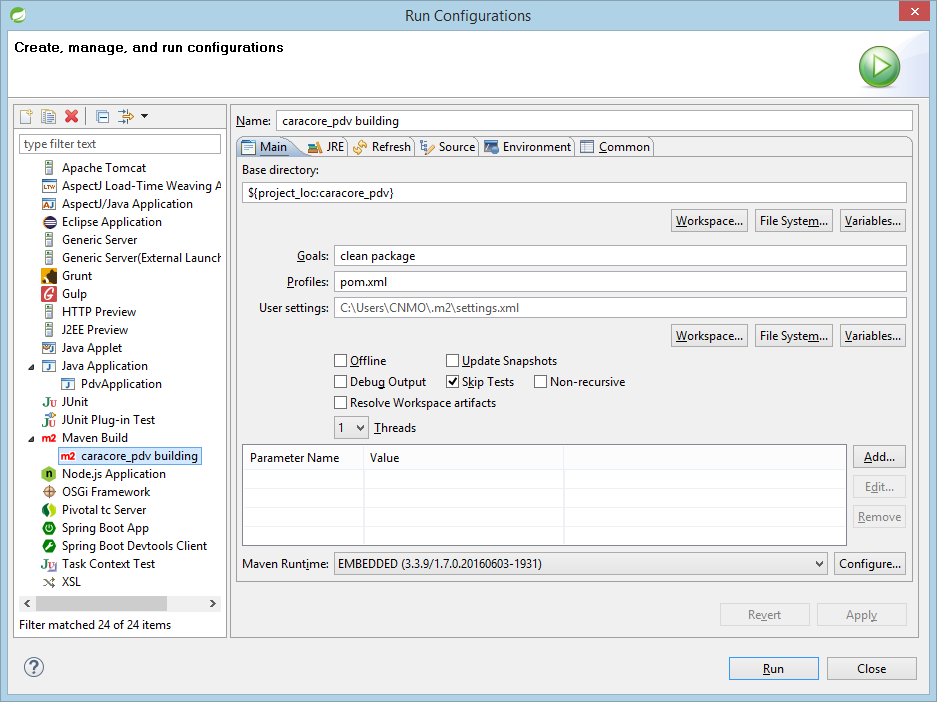 Run Configurations
Create, manage, and run configurations
type filter text
Apache Tomcat
AspectJ Load-Time Weaving A
AspectJ/Java Application
Eclipse Application
Generic Server
Generic Server(External Launch
Grunt
Gulp
HTTP Preview
J2EE Preview
Java Applet
Java Application
PdvApplication
JUnit
JUnit Plug-in Test
m2 Maven Build
m2 caracore_pdv building
Node.js Application
OSGi Framework
Pivotal tc Server
Spring Boot App
Spring Boot Devtools Client
Task Context Test
XSL
Filter matched 24 of 24 items
Name: caracore_pdv building
Main JRE Refresh Source Environment Common
Base directory:
${project_loc:caracore_pdv}
Workspace... File System... Variables...
Goals: clean package
Profiles: pom.xml
User settings: C:\Users\CNMO\.m2\settings.xml
Workspace... File System... Variables...
Offline Update Snapshots
Debug Output Skip Tests Non-recursive
Resolve Workspace artifacts
1 Threads
Parameter Name Value
Add...
Edit...
Remove
Maven Runtime: EMBEDDED (3.3.9/1.7.0.20160603-1931) Configure...
Revert Apply
? Run Close